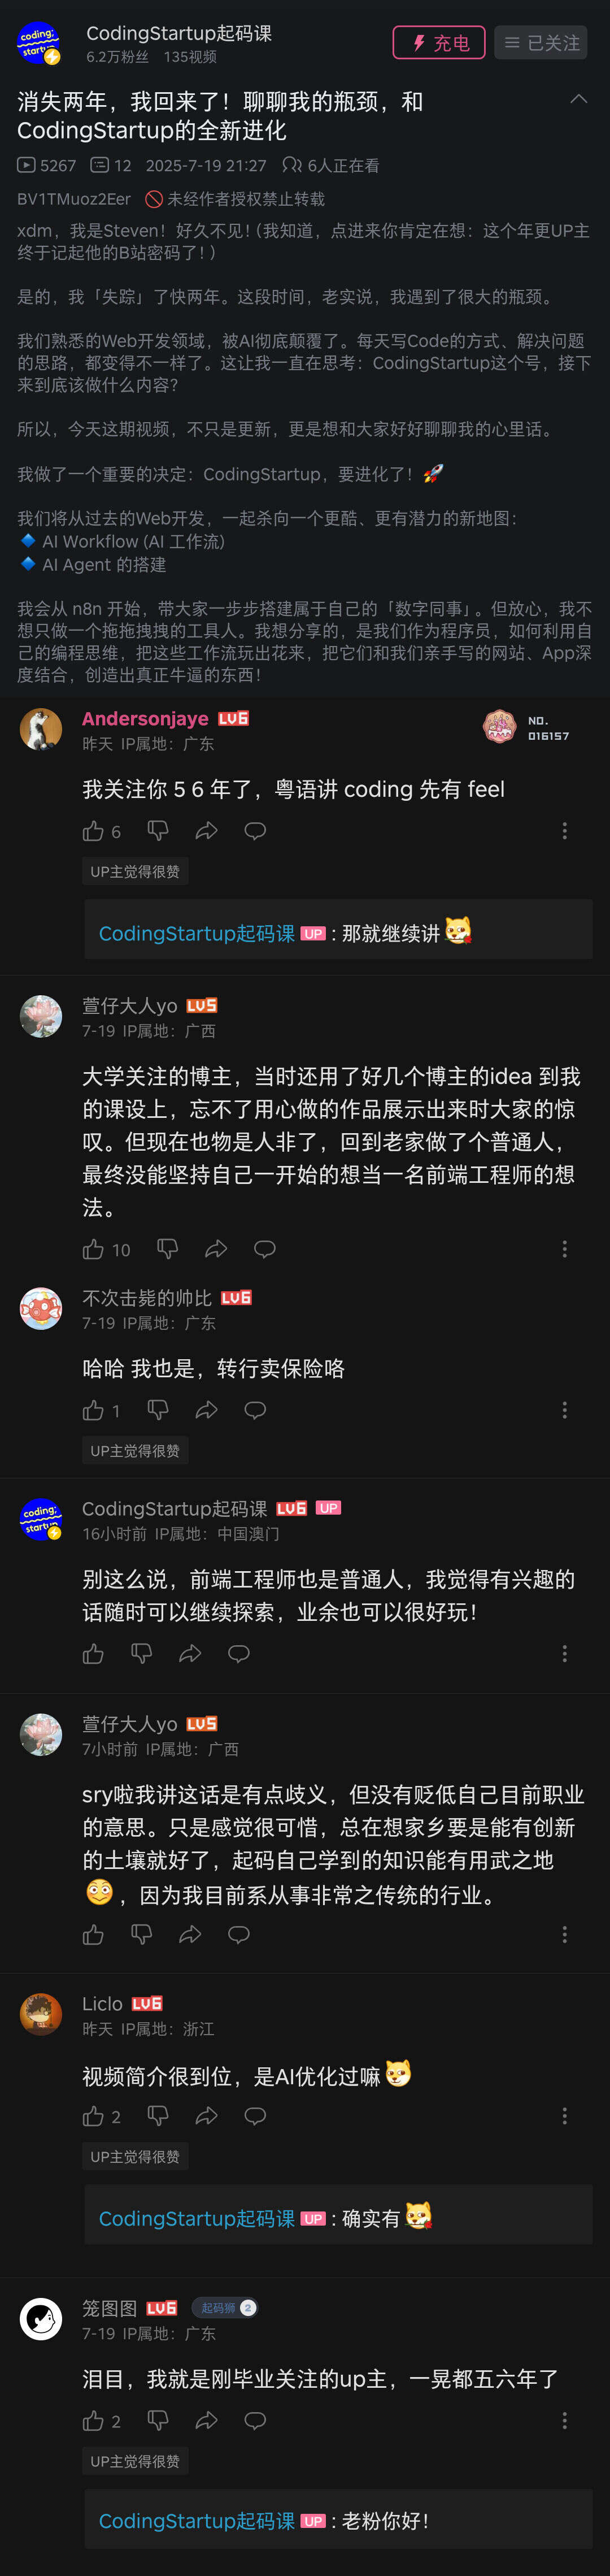 coding;
startup
CodingStartup起码课
6.2万粉丝 135视频
充电
已关注
消失两年，我回来了！聊聊我的瓶颈，和
CodingStartup的全新进化
5267 12 2025-7-19 21:27 6人正在看
BV1TMuoz2Eer 未经作者授权禁止转载
xdm，我是Steven！好久不见！（我知道，点进来你肯定在想：这个年更UP主
终于记起他的B站密码了！）
是的，我「失踪」了快两年。这段时间，老实说，我遇到了很大的瓶颈。
我们熟悉的Web开发领域，被AI彻底颠覆了。每天写Code的方式、解决问题
的思路，都变得不一样了。这让我一直在思考：CodingStartup这个号，接下
来到底该做什么内容？
所以，今天这期视频，不只是更新，更是想和大家好好聊聊我的心里话。
我做了一个重要的决定：CodingStartup，要进化了！🚀
我们将从过去的Web开发，一起杀向一个更酷、更有潜力的新地图：
🔹 AI Workflow (AI 工作流)
🔹 AI Agent 的搭建
我会从 n8n 开始，带大家一步步搭建属于自己的「数字同事」。但放心，我不
想只做一个拖拖拽拽的工具人。我想分享的，是我们作为程序员，如何利用自
己的编程思维，把这些工作流玩出花来，把它们和我们亲手写的网站、App深
度结合，创造出真正牛逼的东西！
Andersonjaye LV6
NO.
016157
昨天 IP属地：广东
我关注你 5 6 年了，粤语讲 coding 先有 feel
6
UP主觉得很赞
CodingStartup起码课 UP : 那就继续讲
萱仔大人yo LV5
7-19 IP属地：广西
大学关注的博主，当时还用了好几个博主的idea 到我
的课设上，忘不了用心做的作品展示出来时大家的惊
叹。但现在也物是人非了，回到老家做了个普通人，
最终没能坚持自己一开始的想当一名前端工程师的想
法。
10
不次击毙的帅比 LV6
7-19 IP属地：广东
哈哈 我也是，转行卖保险咯
1
UP主觉得很赞
coding;
startup
CodingStartup起码课 LV6 UP
16小时前 IP属地：中国澳门
别这么说，前端工程师也是普通人，我觉得有兴趣的
话随时可以继续探索，业余也可以很好玩！
萱仔大人yo LV5
7小时前 IP属地：广西
sry啦我讲这话是有点歧义，但没有贬低自己目前职业
的意思。只是感觉很可惜，总在想家乡要是能有创新
的土壤就好了，起码自己学到的知识能有用武之地
😳，因为我目前系从事非常之传统的行业。
Liclo LV6
昨天 IP属地：浙江
视频简介很到位，是AI优化过嘛
2
UP主觉得很赞
CodingStartup起码课 UP : 确实有
笼图图 LV6 起码狮 2
7-19 IP属地：广东
泪目，我就是刚毕业关注的up主，一晃都五六年了
2
UP主觉得很赞
CodingStartup起码课 UP : 老粉你好！